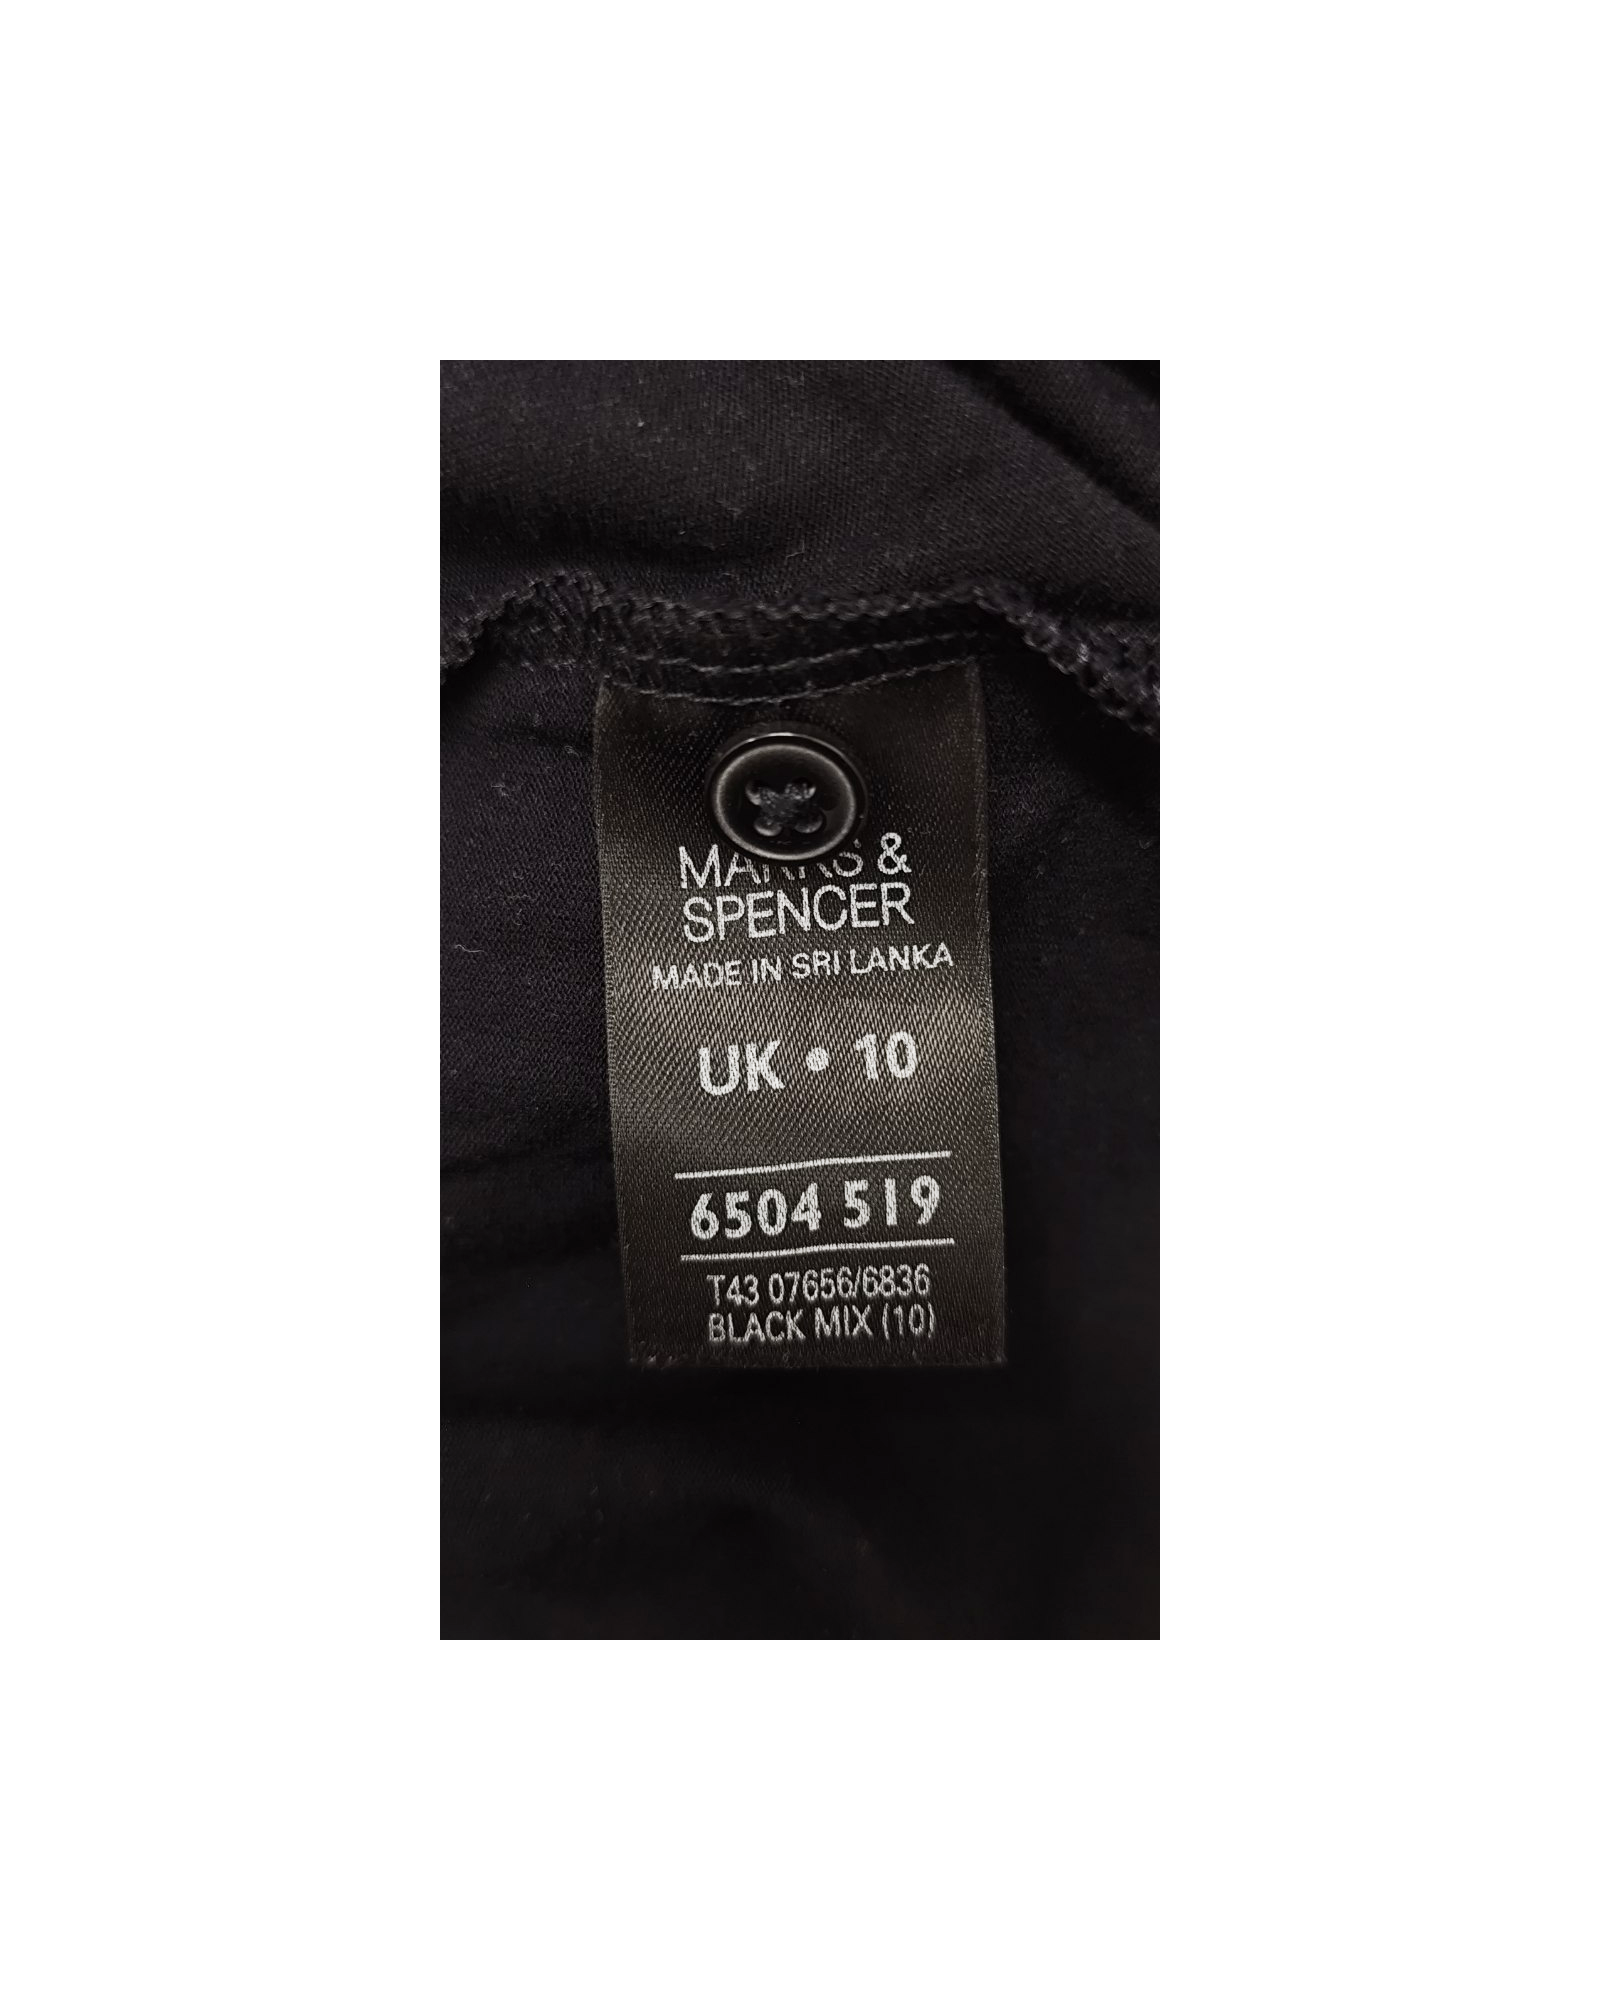 MARKS &
SPENCER
MADE IN SRI LANKA
UK • 10
6504 519
T43 07656/6836
BLACK MIX (10)